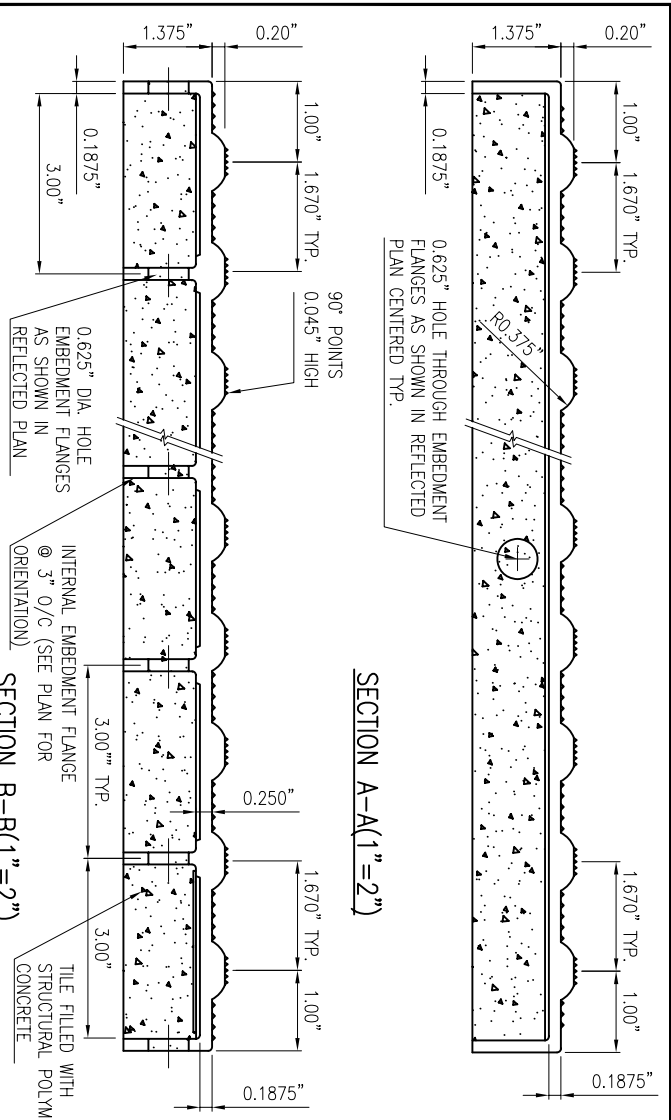 1.375"
0.20"
1.00"
1.670" TYP.
0.1875"
0.625" HOLE THROUGH EMBEDMENT
FLANGES AS SHOWN IN REFLECTED
PLAN CENTERED TYP.
R0.375"
1.670" TYP.
1.00"
0.1875"
SECTION A-A(1"=2")
1.375"
0.20"
1.00"
1.670" TYP.
90° POINTS
0.045" HIGH
0.1875"
3.00"
0.625" DIA. HOLE
EMBEDMENT FLANGES
AS SHOWN IN
REFLECTED PLAN
INTERNAL EMBEDMENT FLANGE
@ 3" O/C (SEE PLAN FOR
ORIENTATION)
3.00"" TYP.
0.250"
3.00"
1.670" TYP.
1.00"
0.1875"
TILE FILLED WITH
STRUCTURAL POLYM
CONCRETE
SECTION B-B(1"=2")